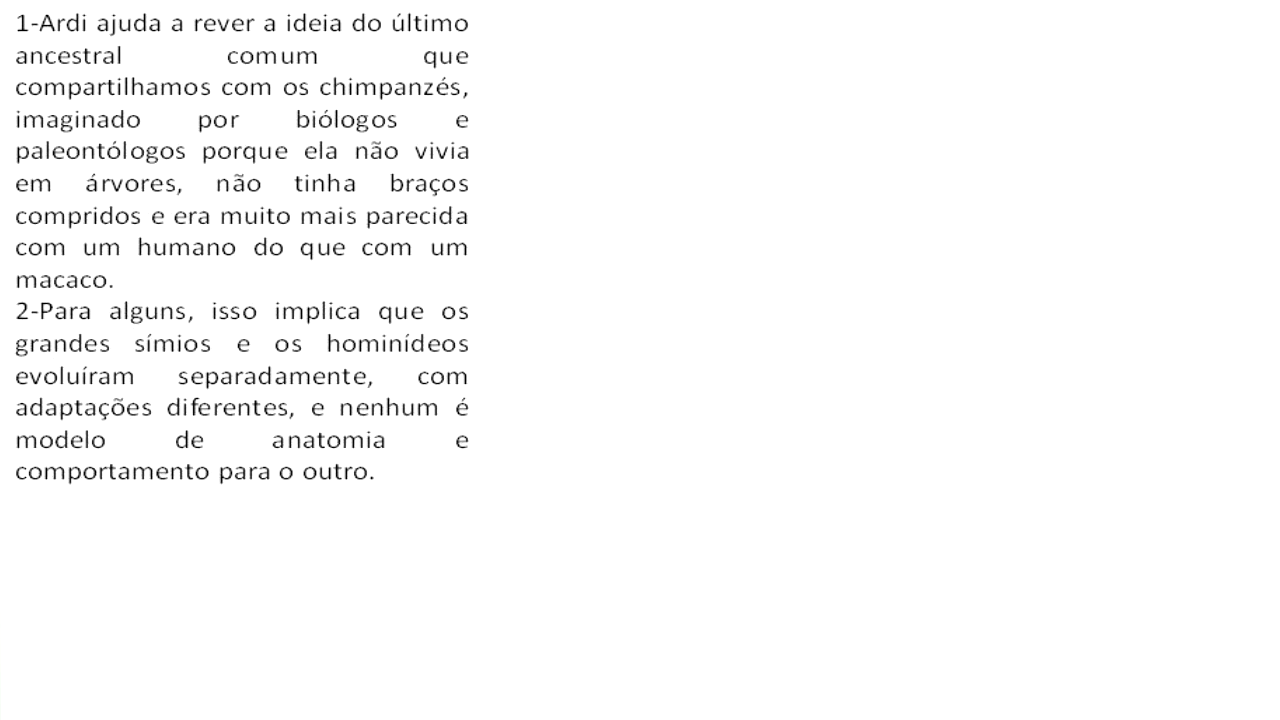 1-Ardi ajuda a rever a ideia do último
ancestral comum que
compartilhamos com os chimpanzés,
imaginado por biólogos e
paleontólogos porque ela não vivia
em árvores, não tinha braços
compridos e era muito mais parecida
com um humano do que com um
macaco.
2-Para alguns, isso implica que os
grandes símios e os hominídeos
evoluíram separadamente, com
adaptações diferentes, e nenhum é
modelo de anatomia e
comportamento para o outro.